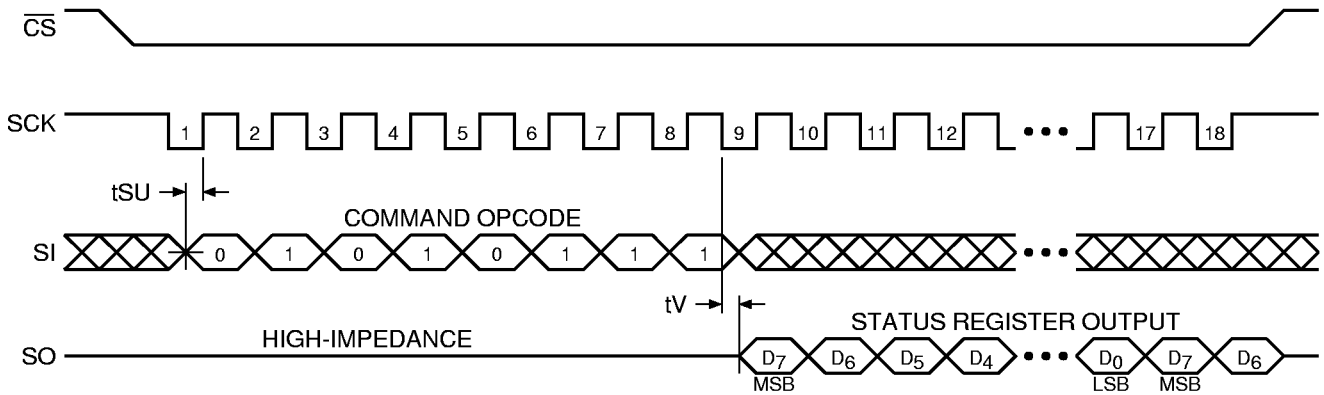 CS
SCK 1 2 3 4 5 6 7 8 9 10 11 12 17 18
tSU
COMMAND OPCODE
SI 0 1 0 1 0 1 1 1
tV
HIGH-IMPEDANCE
STATUS REGISTER OUTPUT
SO D7 D6 D5 D4 D0 D7 D6
MSB LSB MSB